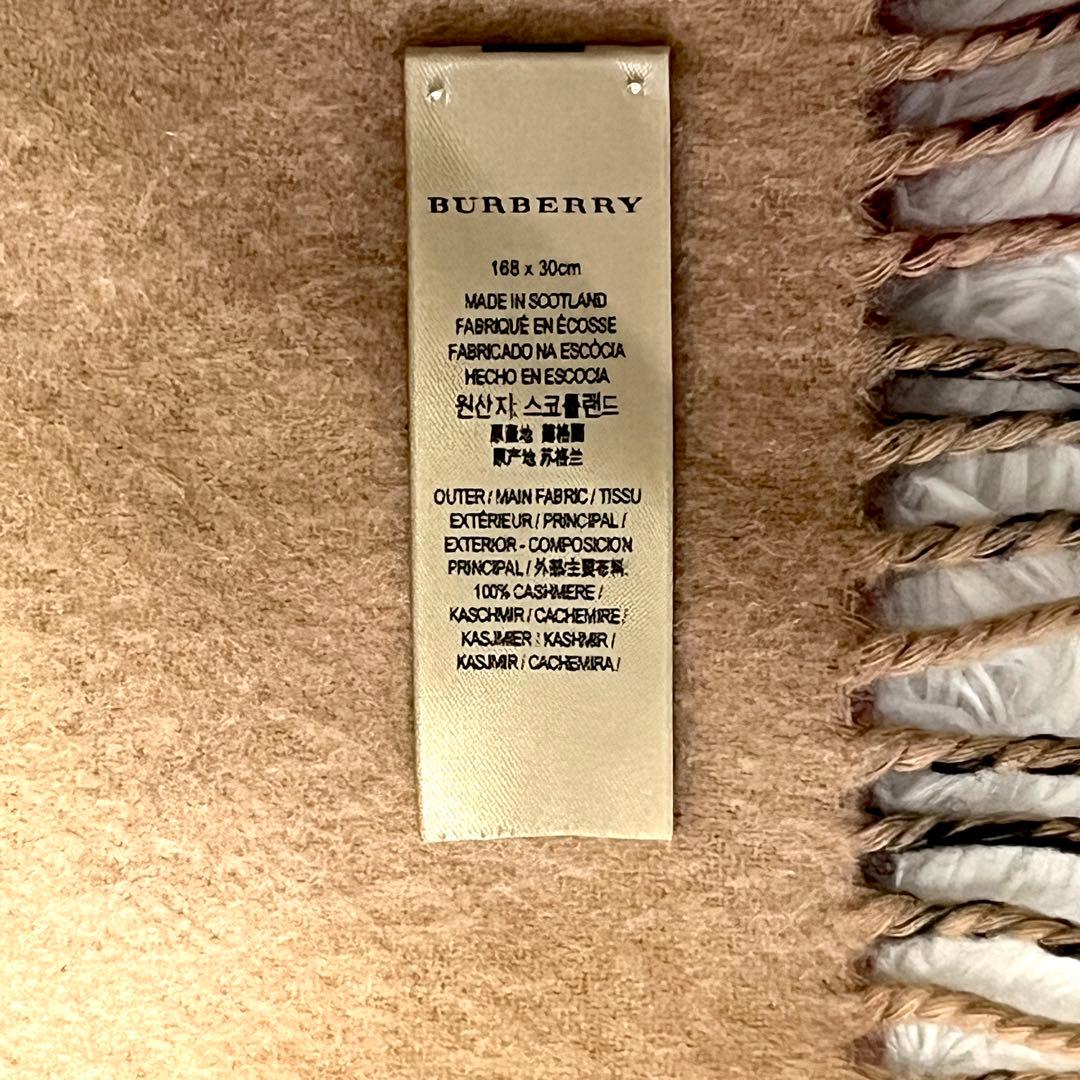 BURBERRY
168 x 30cm
MADE IN SCOTLAND
FABRIQUÉ EN ÉCOSSE
FABRICADO NA ESCÓCIA
HECHO EN ESCOCIA
원산지: 스코틀랜드
原產地 蘇格蘭
原产地 苏格兰
OUTER / MAIN FABRIC / TISSU
EXTÉRIEUR / PRINCIPAL /
EXTERIOR - COMPOSICION
PRINCIPAL / 外部主要布料
100% CASHMERE /
KASCHMIR / CACHEMIRE /
KASJMIER : KASHMIR /
KASJMIR / CACHEMIRA /